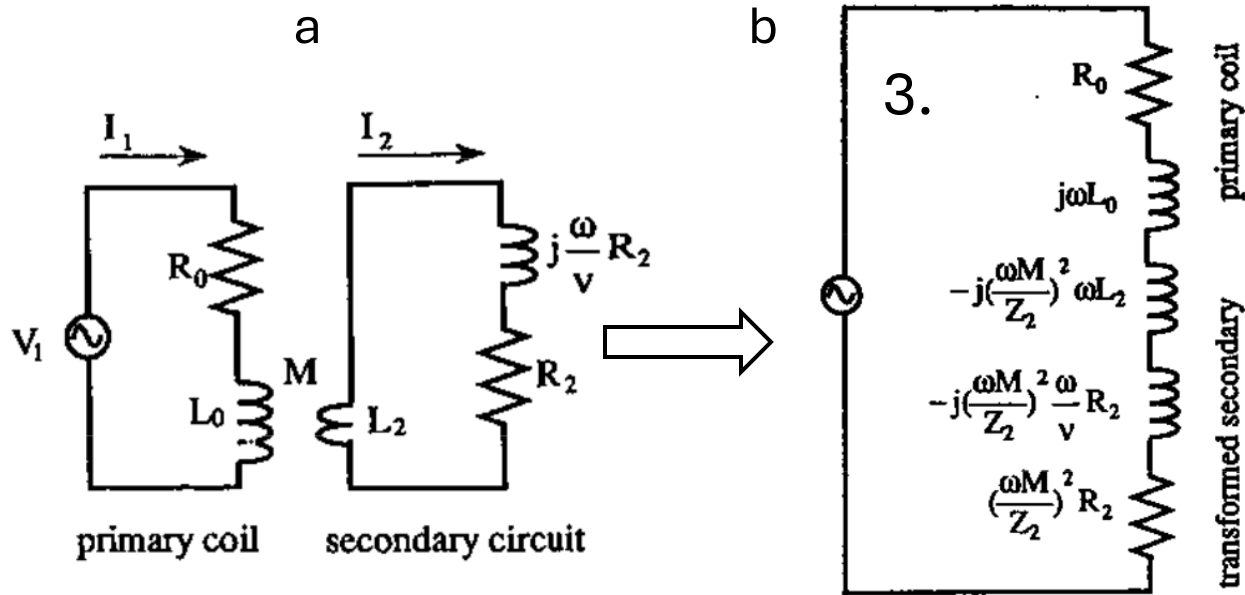 a
I₁
I₂
R₀
V₁
L₀
M
L₂
j ω/ν R₂
R₂
primary coil
secondary circuit
b
3.
R₀
jωL₀
−j(ωM/Z₂)² ωL₂
−j(ωM/Z₂)² ω/ν R₂
(ωM/Z₂)² R₂
primary coil
transformed secondary